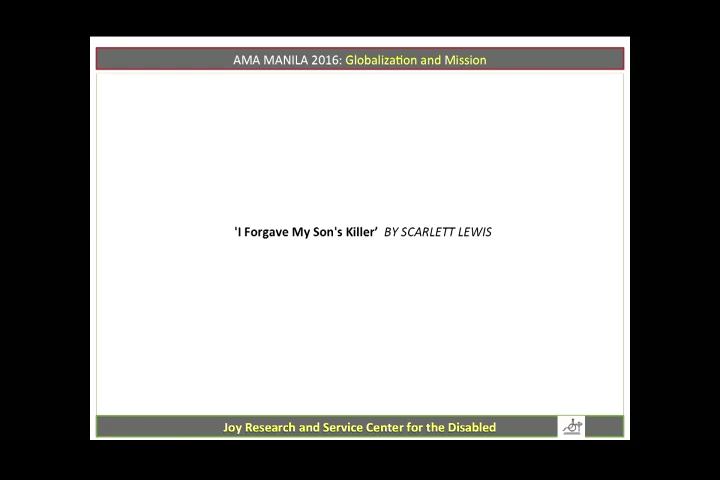 AMA MANILA 2016: Globalization and Mission
'I Forgave My Son's Killer’ BY SCARLETT LEWIS
Joy Research and Service Center for the Disabled